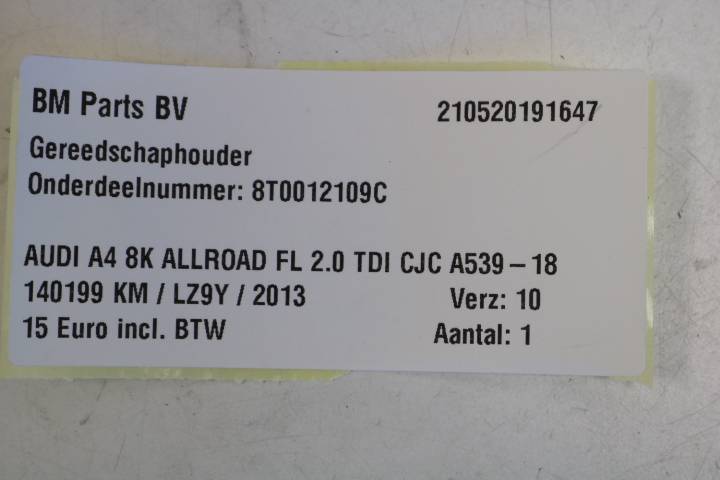 BM Parts BV 210520191647
Gereedschaphouder
Onderdeelnummer: 8T0012109C
AUDI A4 8K ALLROAD FL 2.0 TDI CJC A539-18
140199 KM / LZ9Y / 2013 Verz: 10
15 Euro incl. BTW Aantal: 1